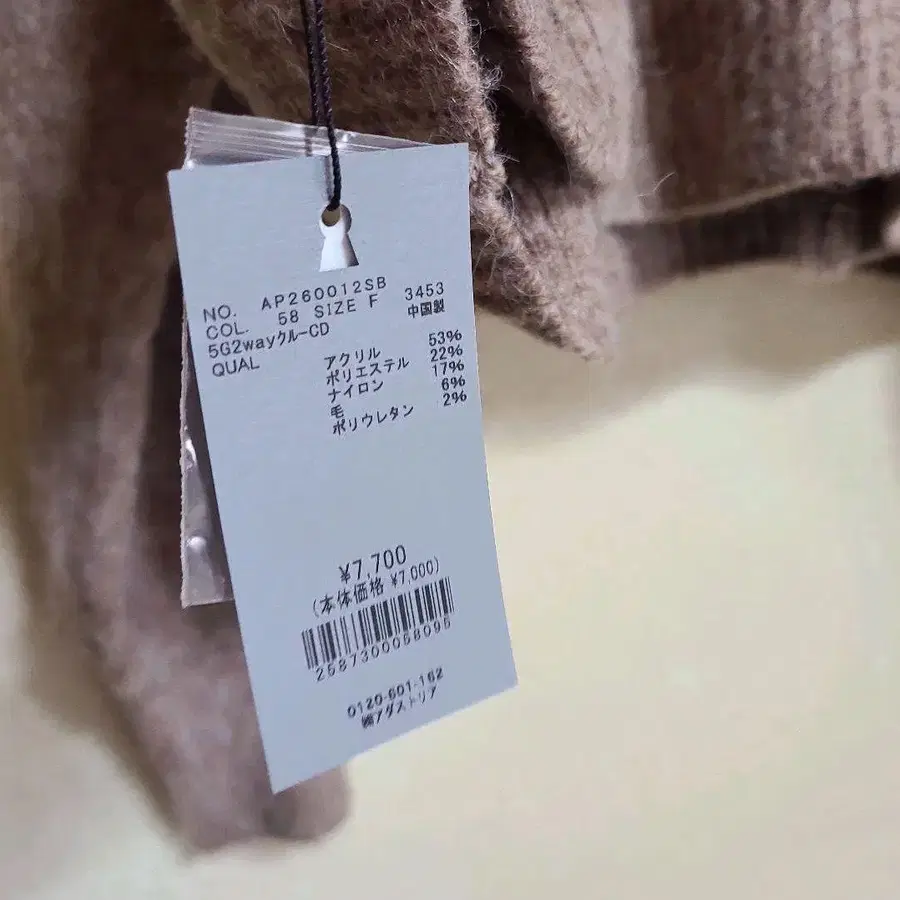 NO. AP260012SB
COL. 58 SIZE F 3453
5G2wayクルーCD 中国製
QUAL アクリル 53%
ポリエステル 22%
ナイロン 17%
毛 6%
ポリウレタン 2%
¥7,700
(本体価格 ¥7,000)
2587300058095
0120-601-162
㈱アダストリア